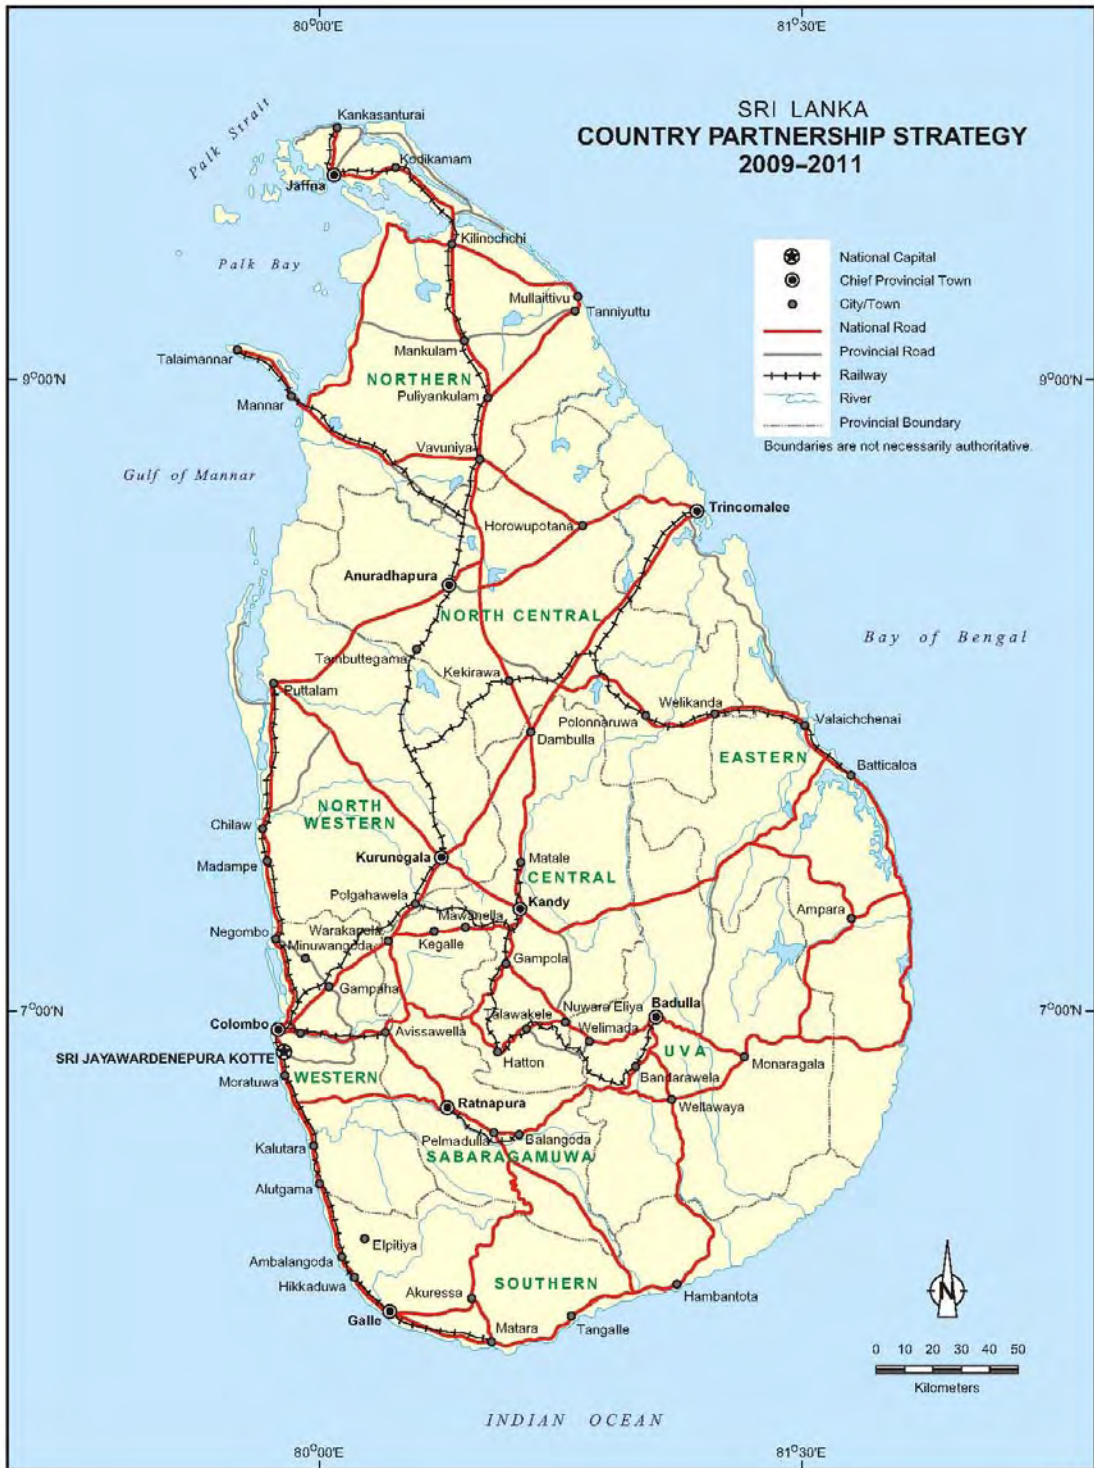 80°00'E
81°30'E
SRI LANKA
COUNTRY PARTNERSHIP STRATEGY
2009–2011
Palk Strait
Kankasanturai
Kodikamam
Jaffna
Kilinochchi
Palk Bay
National Capital
Chief Provincial Town
City/Town
National Road
Provincial Road
Railway
River
Provincial Boundary
Boundaries are not necessarily authoritative.
Mullaittivu
Tanniyuttu
Mankulam
Talaimannar
9°00'N
9°00'N
NORTHERN
Puliyankulam
Mannar
Vavuniya
Gulf of Mannar
Trincomalee
Horowupotana
Anuradhapura
NORTH CENTRAL
Bay of Bengal
Tambuttegama
Kekirawa
Puttalam
Welikanda
Polonnaruwa
Valaichchenai
Dambulla
EASTERN
Batticaloa
NORTH
WESTERN
Chilaw
Kurunegala
Matale
Madampe
CENTRAL
Polgahawela
Kandy
Mawanella
Ampara
Warakapela
Negombo
Minuwangoda
Kegalle
Gampola
Gampaha
7°00'N
7°00'N
Nuwara Eliya
Badulla
Talawakele
Colombo
Avissawella
Welimada
SRI JAYAWARDENEPURA KOTTE
Hatton
UVA
Monaragala
Moratuwa
WESTERN
Bandarawela
Ratnapura
Wellawaya
Kalutara
Pelmadulla
Balangoda
SABARAGAMUWA
Alutgama
Elpitiya
Ambalangoda
Hikkaduwa
Akuressa
SOUTHERN
Hambantota
Galle
Matara
Tangalle
N
0 10 20 30 40 50
Kilometers
INDIAN OCEAN
80°00'E
81°30'E